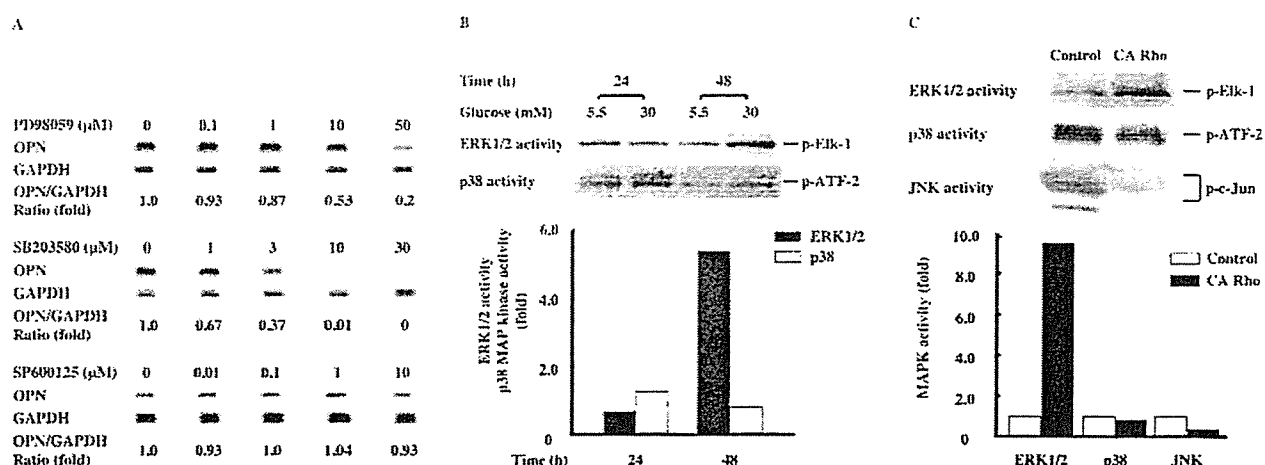 A
PD98059 (μM) 0 0.1 1 10 50
OPN
GAPDH
OPN/GAPDH
Ratio (fold) 1.0 0.93 0.87 0.53 0.2
SB203580 (μM) 0 1 3 10 30
OPN
GAPDH
OPN/GAPDH
Ratio (fold) 1.0 0.67 0.37 0.01 0
SP600125 (μM) 0 0.01 0.1 1 10
OPN
GAPDH
OPN/GAPDH
Ratio (fold) 1.0 0.93 1.0 1.04 0.93
B
Time (h) 24 48
Glucose (mM) 5.5 30 5.5 30
ERK1/2 activity p-Elk-1
p38 activity p-ATF-2
ERK1/2 activity
p38 MAP kinase activity
(fold)
6.0
4.0
2.0
0
ERK1/2
p38
Time (h) 24 48
C
Control CA Rho
ERK1/2 activity p-Elk-1
p38 activity p-ATF-2
JNK activity p-c-Jun
MAPK activity (fold)
10.0
8.0
6.0
4.0
2.0
0
Control
CA Rho
ERK1/2 p38 JNK